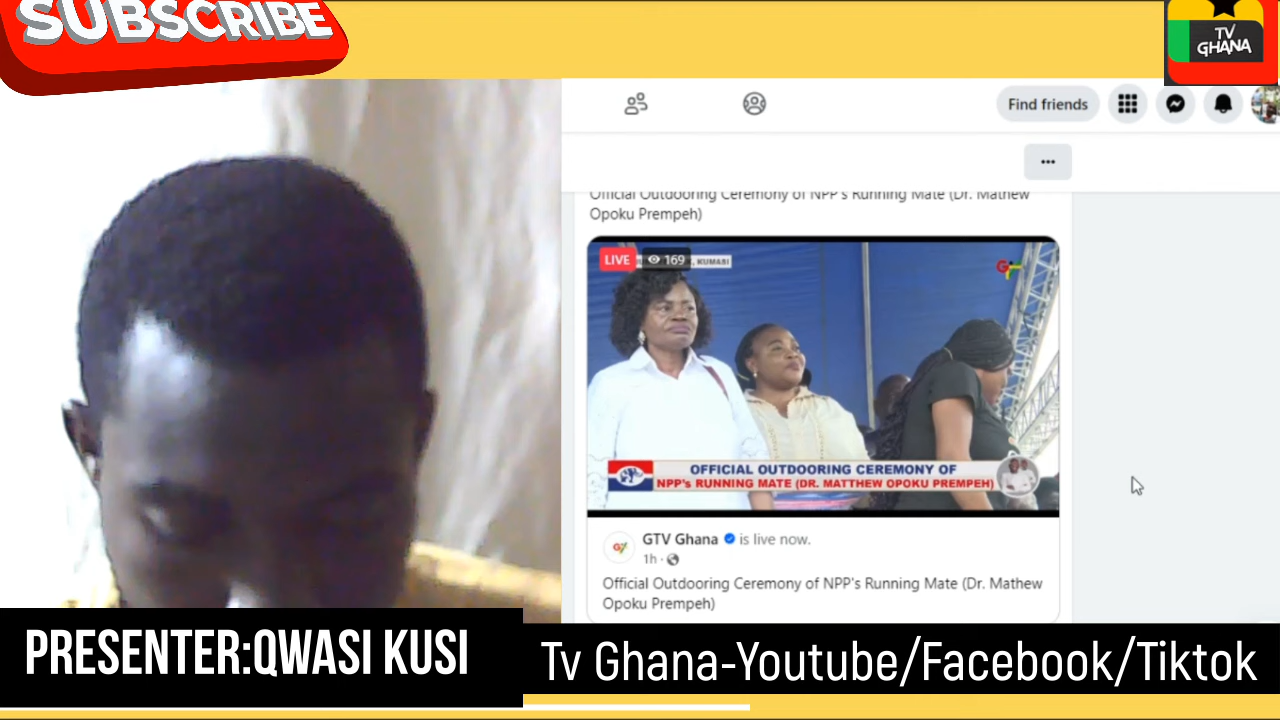 SUBSCRIBE
TV
GHANA
Find friends
Official Outdooring Ceremony of NPP's Running Mate (Dr. Mathew
Opoku Prempeh)
LIVE 169 , KUMASI
OFFICIAL OUTDOORING CEREMONY OF
NPP's RUNNING MATE (DR. MATTHEW OPOKU PREMPEH)
GTV Ghana is live now.
1h ·
Official Outdooring Ceremony of NPP's Running Mate (Dr. Mathew
Opoku Prempeh)
PRESENTER:QWASI KUSI
Tv Ghana-Youtube/Facebook/Tiktok